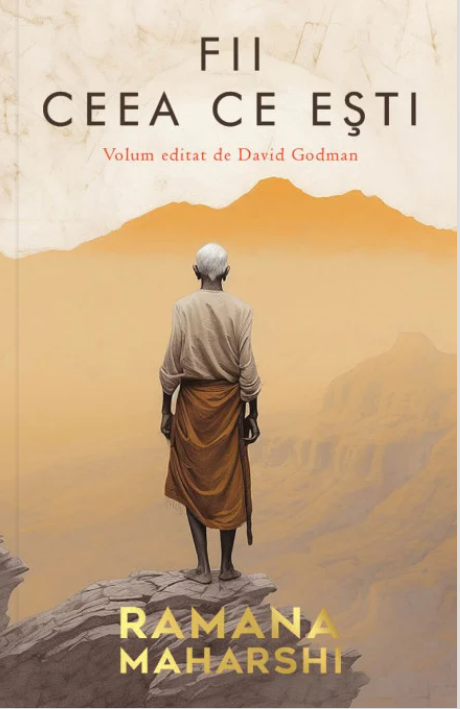 FII
CEEA CE EŞTI
Volum editat de David Godman
RAMANA
MAHARSHI